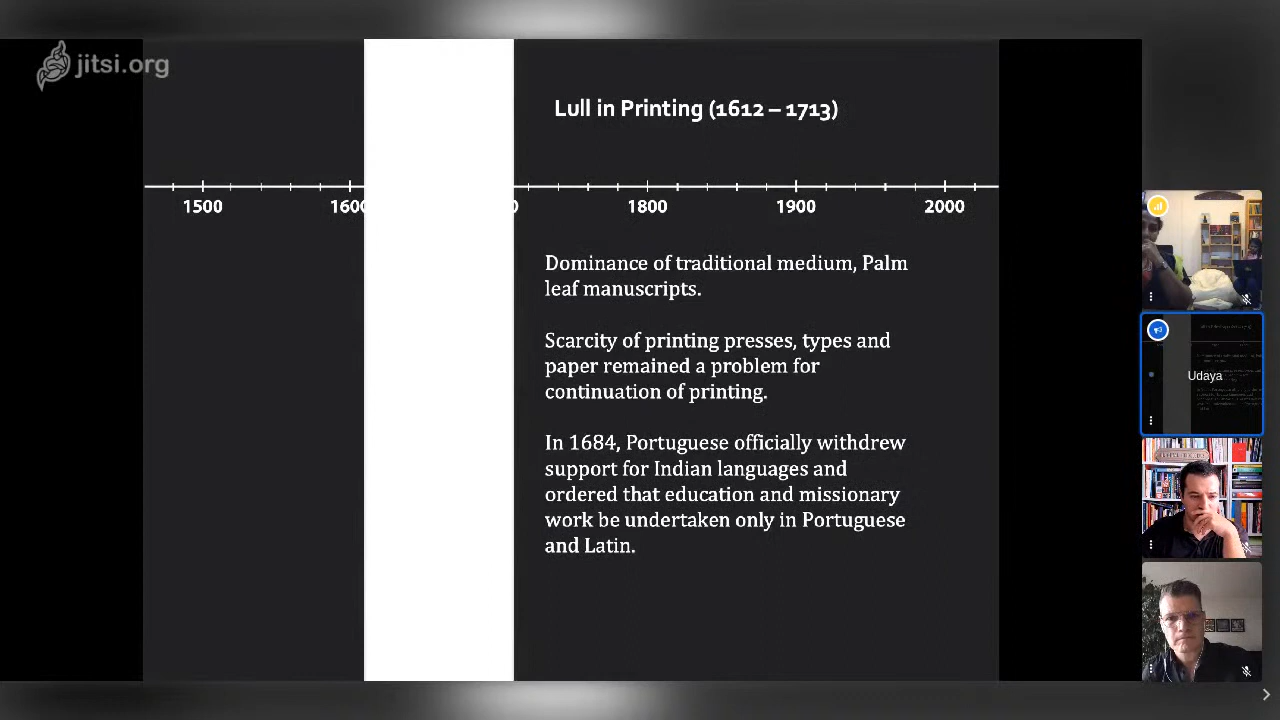 jitsi.org
Lull in Printing (1612 – 1713)
1500
1600
1800
1900
2000
Dominance of traditional medium, Palm
leaf manuscripts.
Scarcity of printing presses, types and
paper remained a problem for
continuation of printing.
In 1684, Portuguese officially withdrew
support for Indian languages and
ordered that education and missionary
work be undertaken only in Portuguese
and Latin.
Udaya